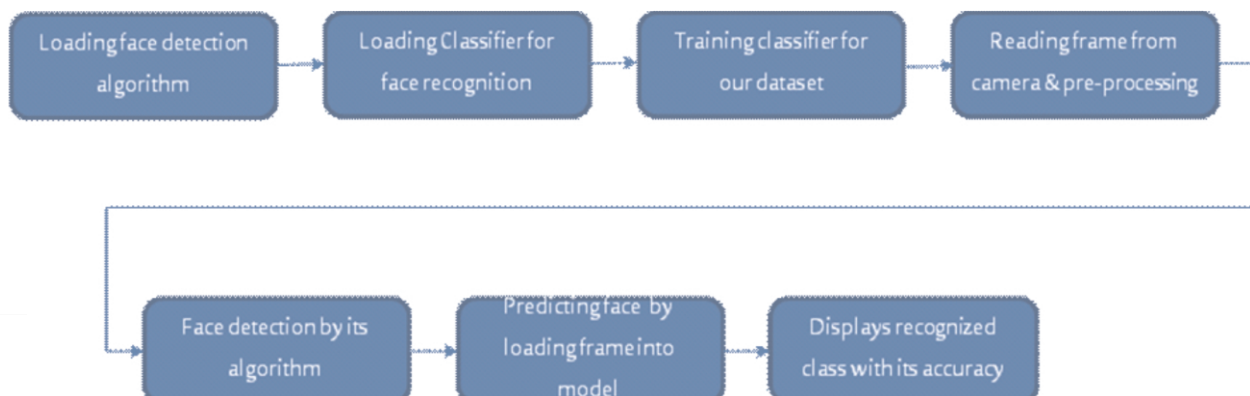 Loading face detection
algorithm
Loading Classifier for
face recognition
Training classifier for
our dataset
Reading frame from
camera & pre-processing
Face detection by its
algorithm
Predicting face by
loading frame into
model
Displays recognized
class with its accuracy